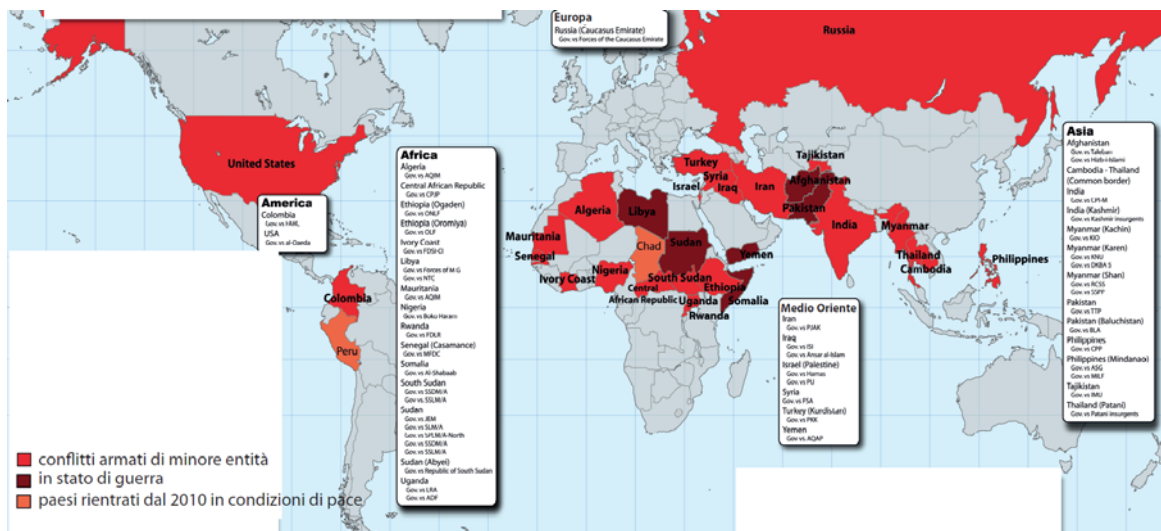 Europa
Russia (Caucasus Emirate)
Gov. vs Forces of the Caucasus Emirate
Russia
United States
America
Colombia
Gov. vs
USA
Gov. vs al-Qaeda
Colombia
Peru
Africa
Algeria
Gov. vs AQIM
Central African Republic
Gov. vs CPJP
Ethiopia (Ogaden)
Gov. vs ONLF
Ethiopia (Oromiya)
Gov. vs OLF
Ivory Coast
Gov. vs FDSI-CI
Libya
Gov. vs Forces of M G
Gov. vs NTC
Mauritania
Gov. vs AQIM
Nigeria
Gov. vs Boku Haram
Rwanda
Gov. vs FDLR
Senegal (Casamance)
Gov. vs MFDC
Somalia
Gov. vs Al-Shabaab
South Sudan
Gov. vs SSDM/A
Gov. vs SSLM/A
Sudan
Gov. vs JEM
Gov. vs SLM/A
Gov. vs SPLM/A-North
Gov. vs SSDM/A
Gov. vs SSLM/A
Sudan (Abyei)
Gov. vs Republic of South Sudan
Uganda
Gov. vs LRA
Gov. vs ADF
Turkey
Syria
Israel
Iraq
Iran
Tajikistan
Afghanistan
Pakistan
India
Myanmar
Thailand
Cambodia
Philippines
Algeria
Libya
Mauritania
Senegal
Chad
Sudan
Yemen
Ivory Coast
Nigeria
South Sudan
Ethiopia
Central
African Republic
Uganda
Somalia
Rwanda
Medio Oriente
Iran
Gov. vs PJAK
Iraq
Gov. vs ISI
Gov. vs Ansar al-Islam
Israel (Palestine)
Gov. vs Hamas
Gov. vs PIJ
Syria
Gov. vs FSA
Turkey (Kurdistan)
Gov. vs PKK
Yemen
Gov. vs AQAP
Asia
Afghanistan
Gov. vs Taleban
Gov. vs Hizb-i-Islami
Cambodia - Thailand
(Common border)
India
Gov. vs CPI-M
India (Kashmir)
Gov. vs Kashmir insurgents
Myanmar (Kachin)
Gov. vs KIO
Myanmar (Karen)
Gov. vs KNU
Gov. vs DKBA 5
Myanmar (Shan)
Gov. vs RCSS
Gov. vs SSPP
Pakistan
Gov. vs TTP
Pakistan (Baluchistan)
Gov. vs BLA
Philippines
Gov. vs CPP
Philippines (Mindanao)
Gov. vs ASG
Gov. vs MILF
Tajikistan
Gov. vs IMU
Thailand (Patani)
Gov. vs Patani insurgents
conflitti armati di minore entità
in stato di guerra
paesi rientrati dal 2010 in condizioni di pace